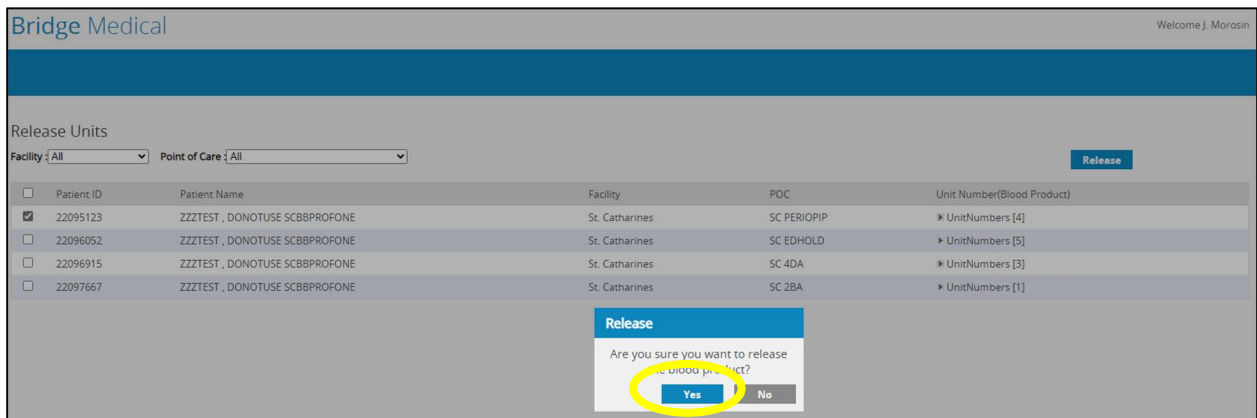 Bridge Medical Welcome J. Morosin
Release Units
Facility : All Point of Care : All Release
Patient ID Patient Name Facility POC Unit Number(Blood Product)
22095123 ZZZTEST , DONOTUSE SCBBPROFONE St. Catharines SC PERIOPIP UnitNumbers [4]
22096052 ZZZTEST , DONOTUSE SCBBPROFONE St. Catharines SC EDHOLD UnitNumbers [5]
22096915 ZZZTEST , DONOTUSE SCBBPROFONE St. Catharines SC 4DA UnitNumbers [3]
22097667 ZZZTEST , DONOTUSE SCBBPROFONE St. Catharines SC 2BA UnitNumbers [1]
Release
Are you sure you want to release
the blood product?
Yes No